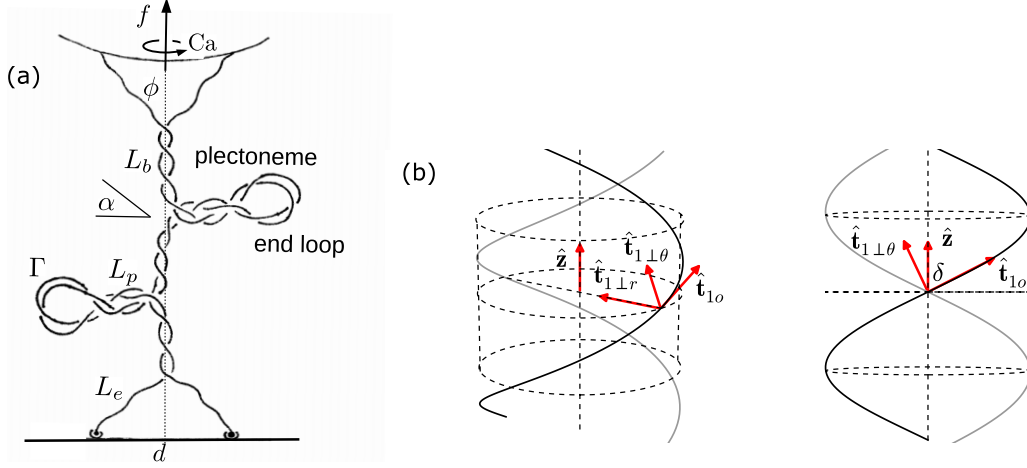 (a)
f
Ca
ϕ
L_b
plectoneme
α
end loop
Γ
L_p
L_e
d
(b)
ẑ
t̂_{1⊥θ}
t̂_{1⊥r}
t̂_{1o}
t̂_{1⊥θ}
ẑ
δ
t̂_{1o}